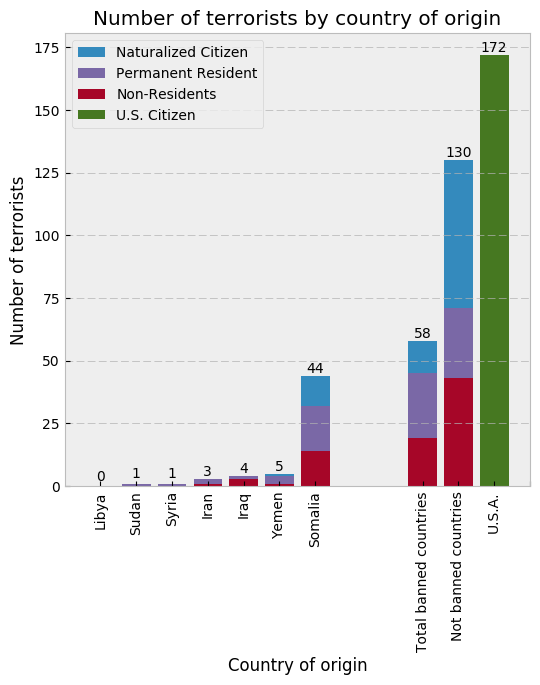 Number of terrorists by country of origin
Naturalized Citizen
Permanent Resident
Non-Residents
U.S. Citizen
Number of terrorists
175
150
125
100
75
50
25
0
0
1
1
3
4
5
44
58
130
172
Libya
Sudan
Syria
Iran
Iraq
Yemen
Somalia
Total banned countries
Not banned countries
U.S.A.
Country of origin